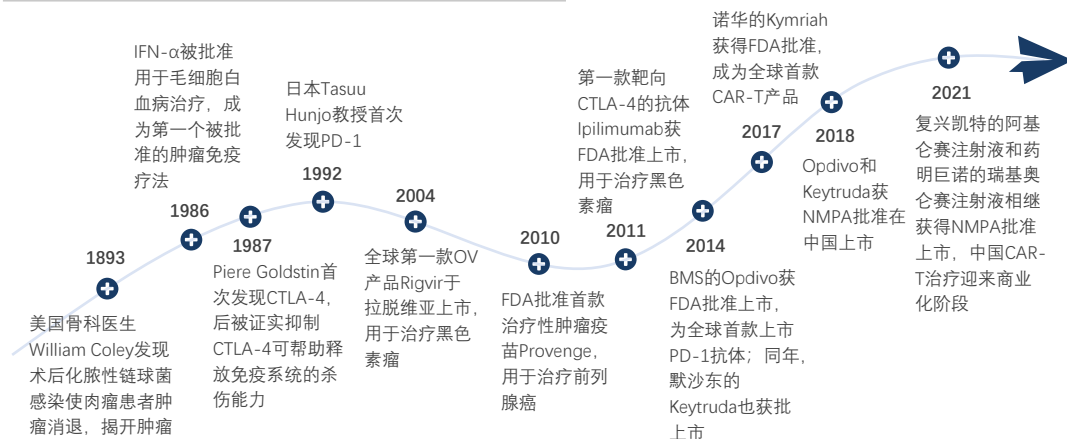 1893
美国骨科医生
William Coley发现
术后化脓性链球菌
感染使肉瘤患者肿
瘤消退，揭开肿瘤
IFN-α被批准
用于毛细胞白
血病治疗，成
为第一个被批
准的肿瘤免疫
疗法
1986
1987
Piere Goldstin首
次发现CTLA-4，
后被证实抑制
CTLA-4可帮助释
放免疫系统的杀
伤能力
日本Tasuu
Hunjo教授首次
发现PD-1
1992
2004
全球第一款OV
产品Rigvir于
拉脱维亚上市，
用于治疗黑色
素瘤
2010
FDA批准首款
治疗性肿瘤疫
苗Provenge，
用于治疗前列
腺癌
第一款靶向
CTLA-4的抗体
Ipilimumab获
FDA批准上市，
用于治疗黑色
素瘤
2011
2014
BMS的Opdivo获
FDA批准上市，
为全球首款上市
PD-1抗体；同年，
默沙东的
Keytruda也获批
上市
诺华的Kymriah
获得FDA批准，
成为全球首款
CAR-T产品
2017
2018
Opdivo和
Keytruda获
NMPA批准在
中国上市
2021
复兴凯特的阿基
仑赛注射液和药
明巨诺的瑞基奥
仑赛注射液相继
获得NMPA批准
上市，中国CAR-
T治疗迎来商业
化阶段